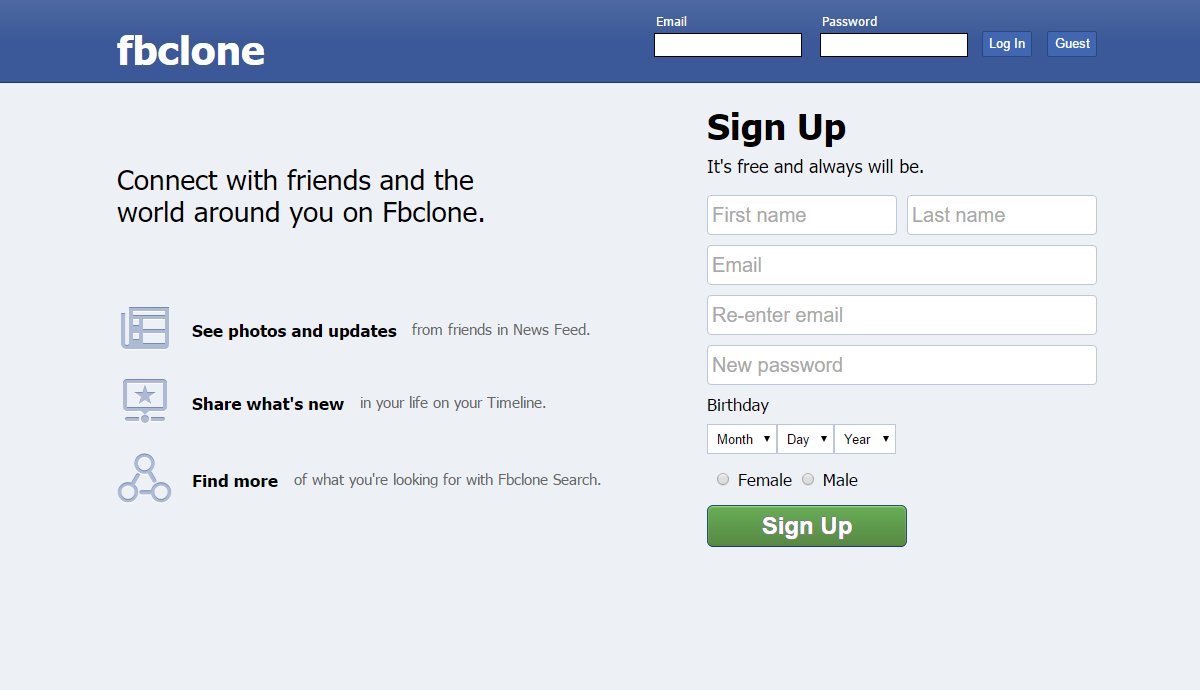 fbclone
Email
Password
Log In
Guest
Connect with friends and the
world around you on Fbclone.
See photos and updates from friends in News Feed.
Share what's new in your life on your Timeline.
Find more of what you're looking for with Fbclone Search.
Sign Up
It's free and always will be.
First name
Last name
Email
Re-enter email
New password
Birthday
Month
Day
Year
Female
Male
Sign Up